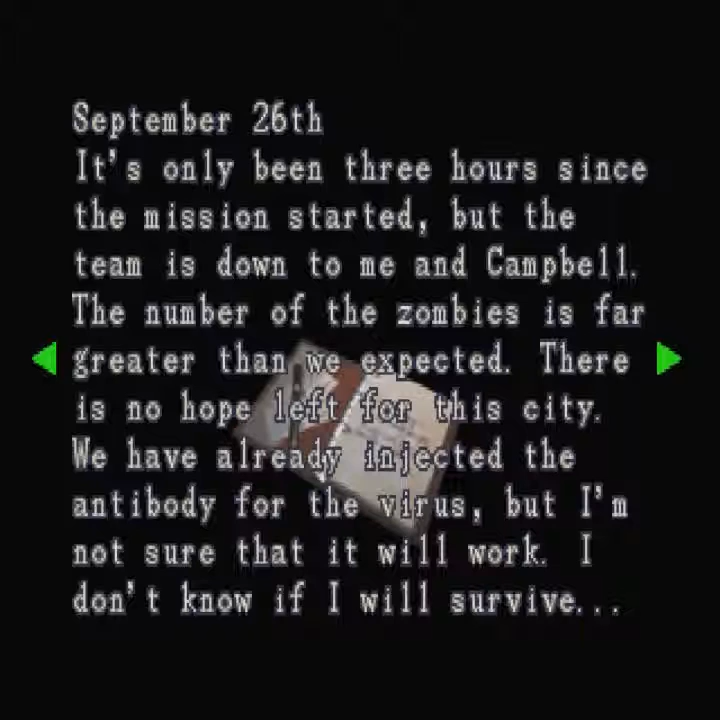 September 26th
It's only been three hours since
the mission started, but the
team is down to me and Campbell.
The number of the zombies is far
greater than we expected. There
is no hope left for this city.
We have already injected the
antibody for the virus, but I'm
not sure that it will work. I
don't know if I will survive...